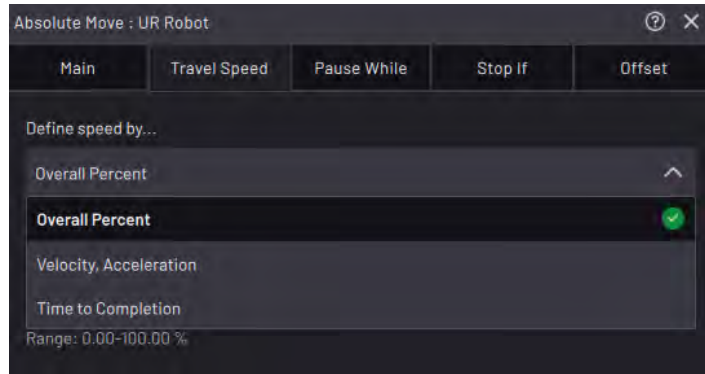 Absolute Move : UR Robot
Main Travel Speed Pause While Stop If Offset
Define speed by...
Overall Percent
Overall Percent
Velocity, Acceleration
Time to Completion
Range: 0.00-100.00 %